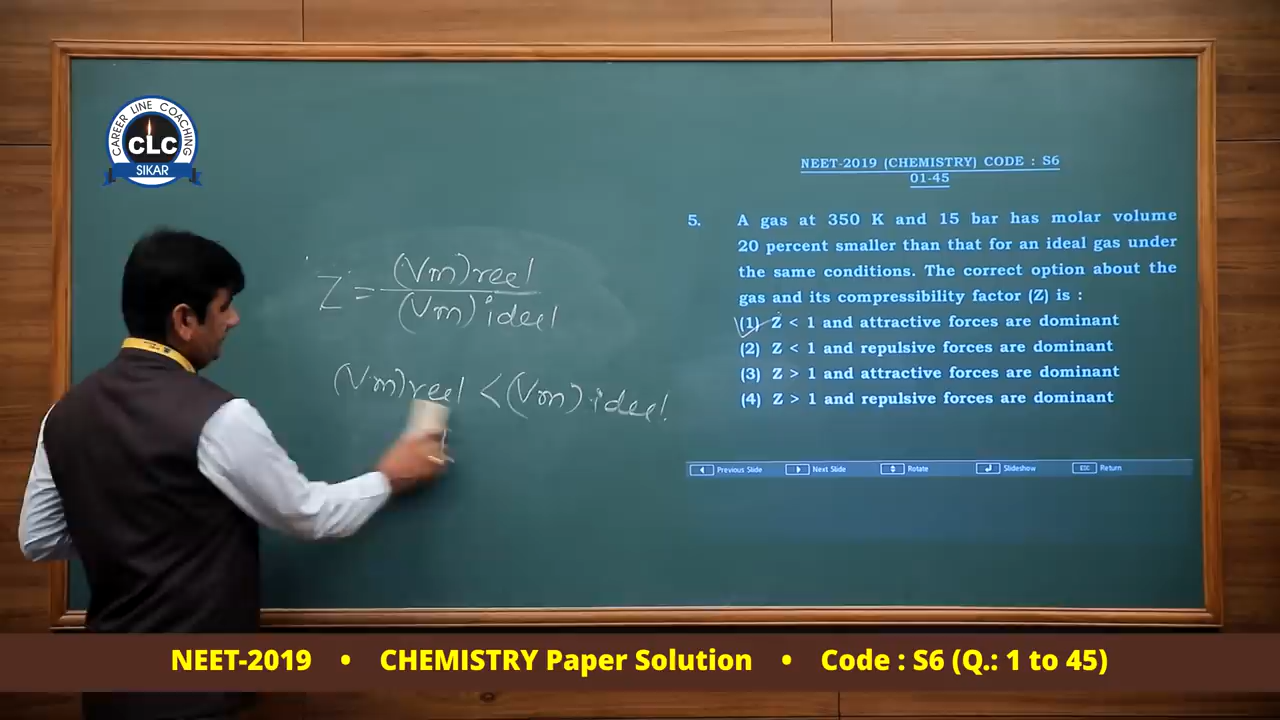 CAREER LINE COACHING
CLC
SIKAR
NEET-2019 (CHEMISTRY) CODE : S6
01-45
5. A gas at 350 K and 15 bar has molar volume
20 percent smaller than that for an ideal gas under
the same conditions. The correct option about the
gas and its compressibility factor (Z) is :
(1) Z < 1 and attractive forces are dominant
(2) Z < 1 and repulsive forces are dominant
(3) Z > 1 and attractive forces are dominant
(4) Z > 1 and repulsive forces are dominant
Z = (Vm)reel
(Vm)ideel
(Vm)reel < (Vm)ideel
Previous Slide Next Slide Rotate Slideshow ESC Return
NEET-2019 • CHEMISTRY Paper Solution • Code : S6 (Q.: 1 to 45)